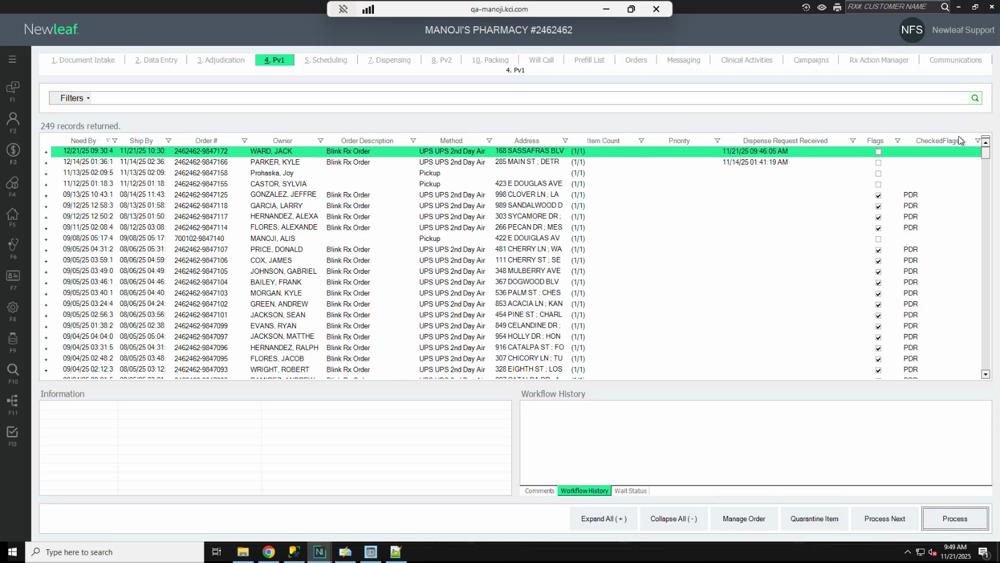 qa-manoji.kci.com
RX#, CUSTOMER NAME
Newleaf
MANOJI'S PHARMACY #2462462
NFS Newleaf Support
1. Document Intake 2. Data Entry 3. Adjudication 4. Pv1 5. Scheduling 7. Dispensing 8. Pv2 10. Packing Will Call Prefill List Orders Messaging Clinical Activities Campaigns Rx Action Manager Communications
4. Pv1
F1
Filters
F2
249 records returned.
Need By Ship By Order # Owner Order Description Method Address Item Count Priority Dispense Request Received Flags CheckedFlags
+ 12/21/25 09:30:4 11/21/25 10:30: 2462462-9847172 WARD, JACK Blink Rx Order UPS UPS 2nd Day Air 168 SASSAFRAS BLV (1/1) 11/21/25 09:46:05 AM
F3 + 12/14/25 01:36:1 11/14/25 02:36: 2462462-9847166 PARKER, KYLE Blink Rx Order UPS UPS 2nd Day Air 285 MAIN ST ; DETR (1/1) 11/14/25 01:41:19 AM
+ 11/13/25 02:09:5 11/13/25 02:09: 2462462-9847158 Prohaska, Joy Pickup (1/1)
+ 11/12/25 01:18:3 11/12/25 01:18: 2462462-9847155 CASTOR, SYLVIA Pickup 423 E DOUGLAS AVE (1/1)
F4 + 09/13/25 10:43:1 08/14/25 11:43: 2462462-9847125 GONZALEZ, JEFFRE Blink Rx Order UPS UPS 2nd Day Air 998 CLOVER LN ; LA (1/1) PDR
+ 09/12/25 12:58:3 08/13/25 01:58: 2462462-9847118 GARCIA, LARRY Blink Rx Order UPS UPS 2nd Day Air 989 SANDALWOOD D (1/1) PDR
+ 09/12/25 12:50:2 08/13/25 01:50: 2462462-9847117 HERNANDEZ, ALEXA Blink Rx Order UPS UPS 2nd Day Air 303 SYCAMORE DR ; (1/1) PDR
F5 + 09/11/25 02:08:4 08/12/25 03:08: 2462462-9847114 FLORES, ALEXANDE Blink Rx Order UPS UPS 2nd Day Air 266 PECAN DR ; MES (1/1) PDR
+ 09/08/25 05:17:4 09/08/25 05:17: 700102-9847140 MANOJI, ALIS Pickup 422 E DOUIGLAS AV (1/1)
+ 09/05/25 04:31:2 08/06/25 05:31: 2462462-9847107 PRICE, DONALD Blink Rx Order UPS UPS 2nd Day Air 481 CHERRY LN ; WA (1/1) PDR
F6 + 09/05/25 03:59:1 08/06/25 04:59: 2462462-9847106 COX, JAMES Blink Rx Order UPS UPS 2nd Day Air 111 CHERRY ST ; SE (1/1) PDR
+ 09/05/25 03:49:0 08/06/25 04:49: 2462462-9847105 JOHNSON, GABRIEL Blink Rx Order UPS UPS 2nd Day Air 348 MULBERRY AVE (1/1) PDR
+ 09/05/25 03:46:1 08/06/25 04:46: 2462462-9847104 BAILEY, FRANK Blink Rx Order UPS UPS 2nd Day Air 367 DOGWOOD BLV (1/1) PDR
F7 + 09/05/25 03:40:1 08/06/25 04:40: 2462462-9847103 MORGAN, KYLE Blink Rx Order UPS UPS 2nd Day Air 536 PALM ST ; CHES (1/1) PDR
+ 09/05/25 03:24:4 08/06/25 04:24: 2462462-9847102 GREEN, ANDREW Blink Rx Order UPS UPS 2nd Day Air 853 ACACIA LN ; KAN (1/1) PDR
F8 + 09/05/25 02:56:3 08/06/25 03:56: 2462462-9847101 JACKSON, SEAN Blink Rx Order UPS UPS 2nd Day Air 454 PINE ST ; CHARL (1/1) PDR
+ 09/05/25 01:38:2 08/06/25 02:38: 2462462-9847099 EVANS, RYAN Blink Rx Order UPS UPS 2nd Day Air 849 CELANDINE DR ; (1/1) PDR
+ 09/04/25 04:04:0 08/05/25 05:04: 2462462-9847097 JACKSON, MATTHE Blink Rx Order UPS UPS 2nd Day Air 954 HOLLY DR ; HON (1/1) PDR
F9 + 09/04/25 03:31:5 08/05/25 04:31: 2462462-9847096 HERNANDEZ, RALPH Blink Rx Order UPS UPS 2nd Day Air 916 CATALPA ST ; FO (1/1) PDR
+ 09/04/25 02:48:2 08/05/25 03:48: 2462462-9847095 FLORES, JACOB Blink Rx Order UPS UPS 2nd Day Air 307 CHICORY LN ; TU (1/1) PDR
+ 09/04/25 02:12:3 08/05/25 03:12: 2462462-9847093 WRIGHT, ROBERT Blink Rx Order UPS UPS 2nd Day Air 328 EIGHTH ST ; LOS (1/1) PDR
F10
Information Workflow History
F11
F12
Comments Workflow History Wait Status
Expand All ( + ) Collapse All ( - ) Manage Order Quarantine Item Process Next Process
Type here to search
Nl
9:49 AM
11/21/2025
1